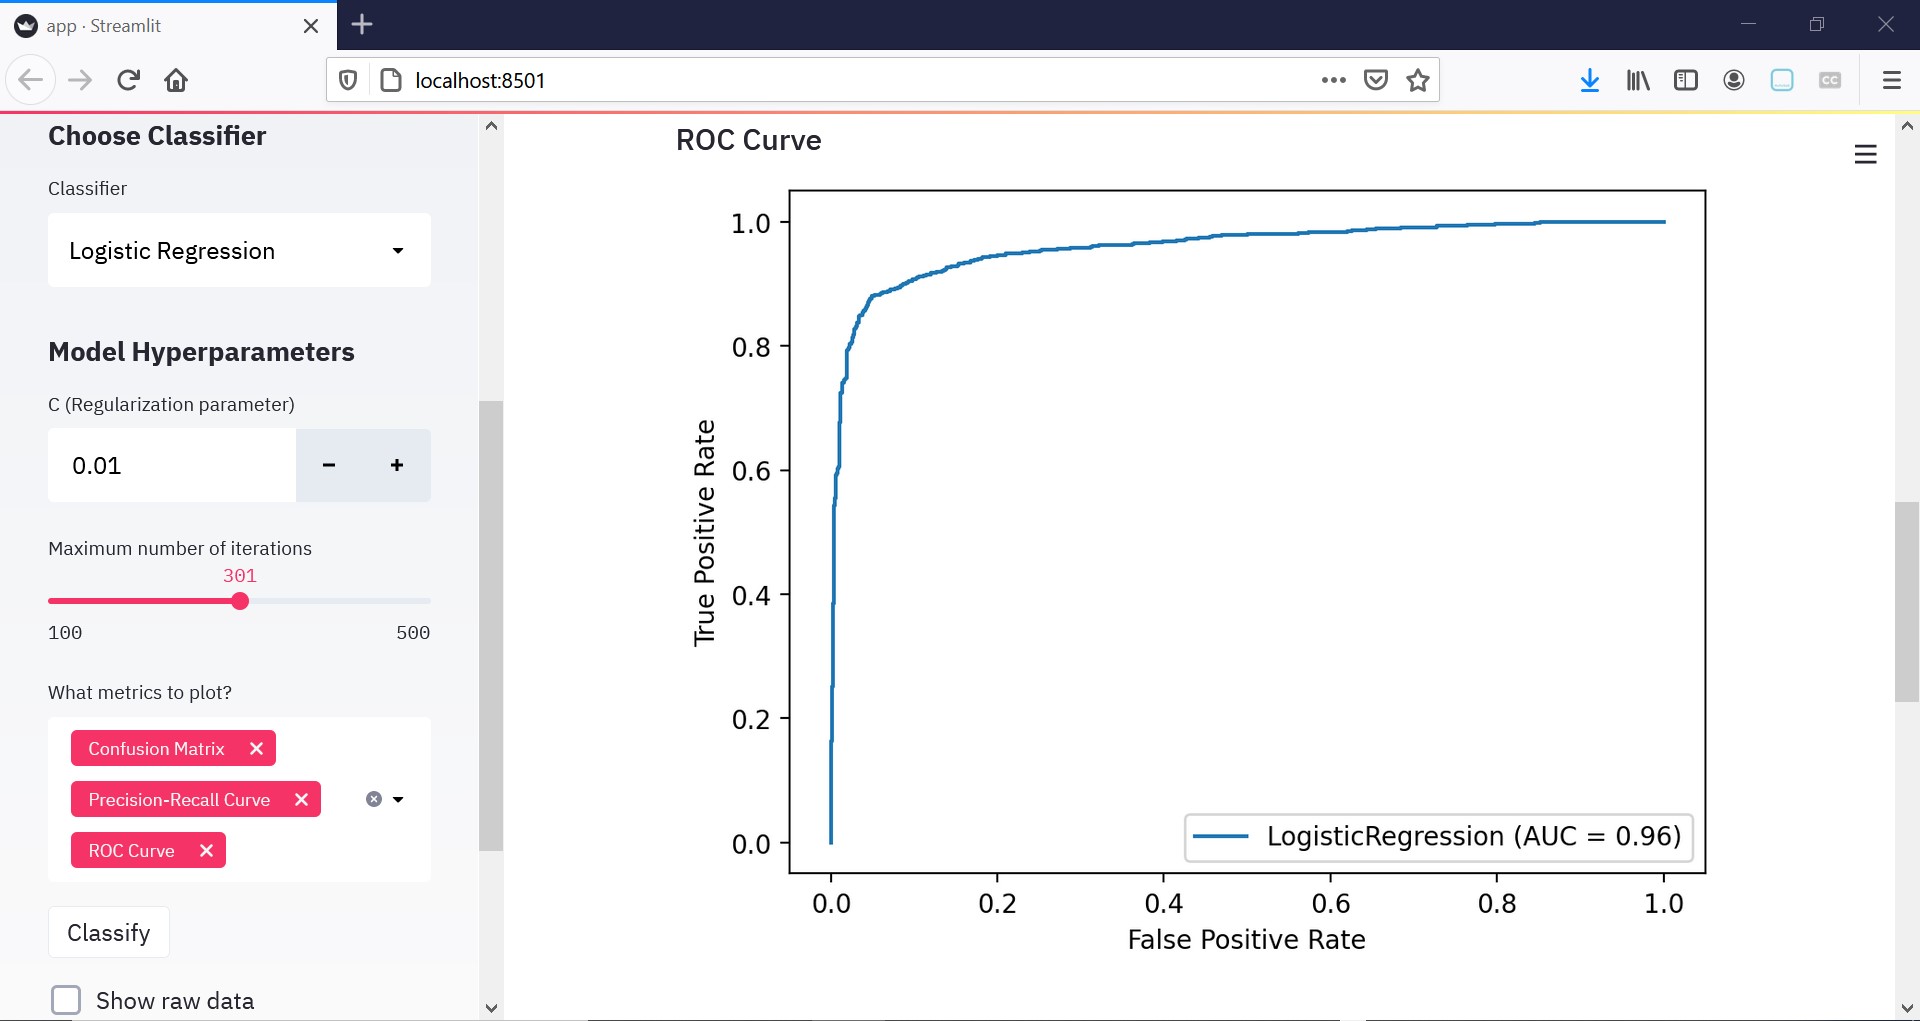 app · Streamlit
localhost:8501
CC
Choose Classifier
Classifier
Logistic Regression
Model Hyperparameters
C (Regularization parameter)
0.01
Maximum number of iterations
301
100 500
What metrics to plot?
Confusion Matrix
Precision-Recall Curve
ROC Curve
Classify
Show raw data
ROC Curve
True Positive Rate
1.0
0.8
0.6
0.4
0.2
0.0
LogisticRegression (AUC = 0.96)
0.0 0.2 0.4 0.6 0.8 1.0
False Positive Rate